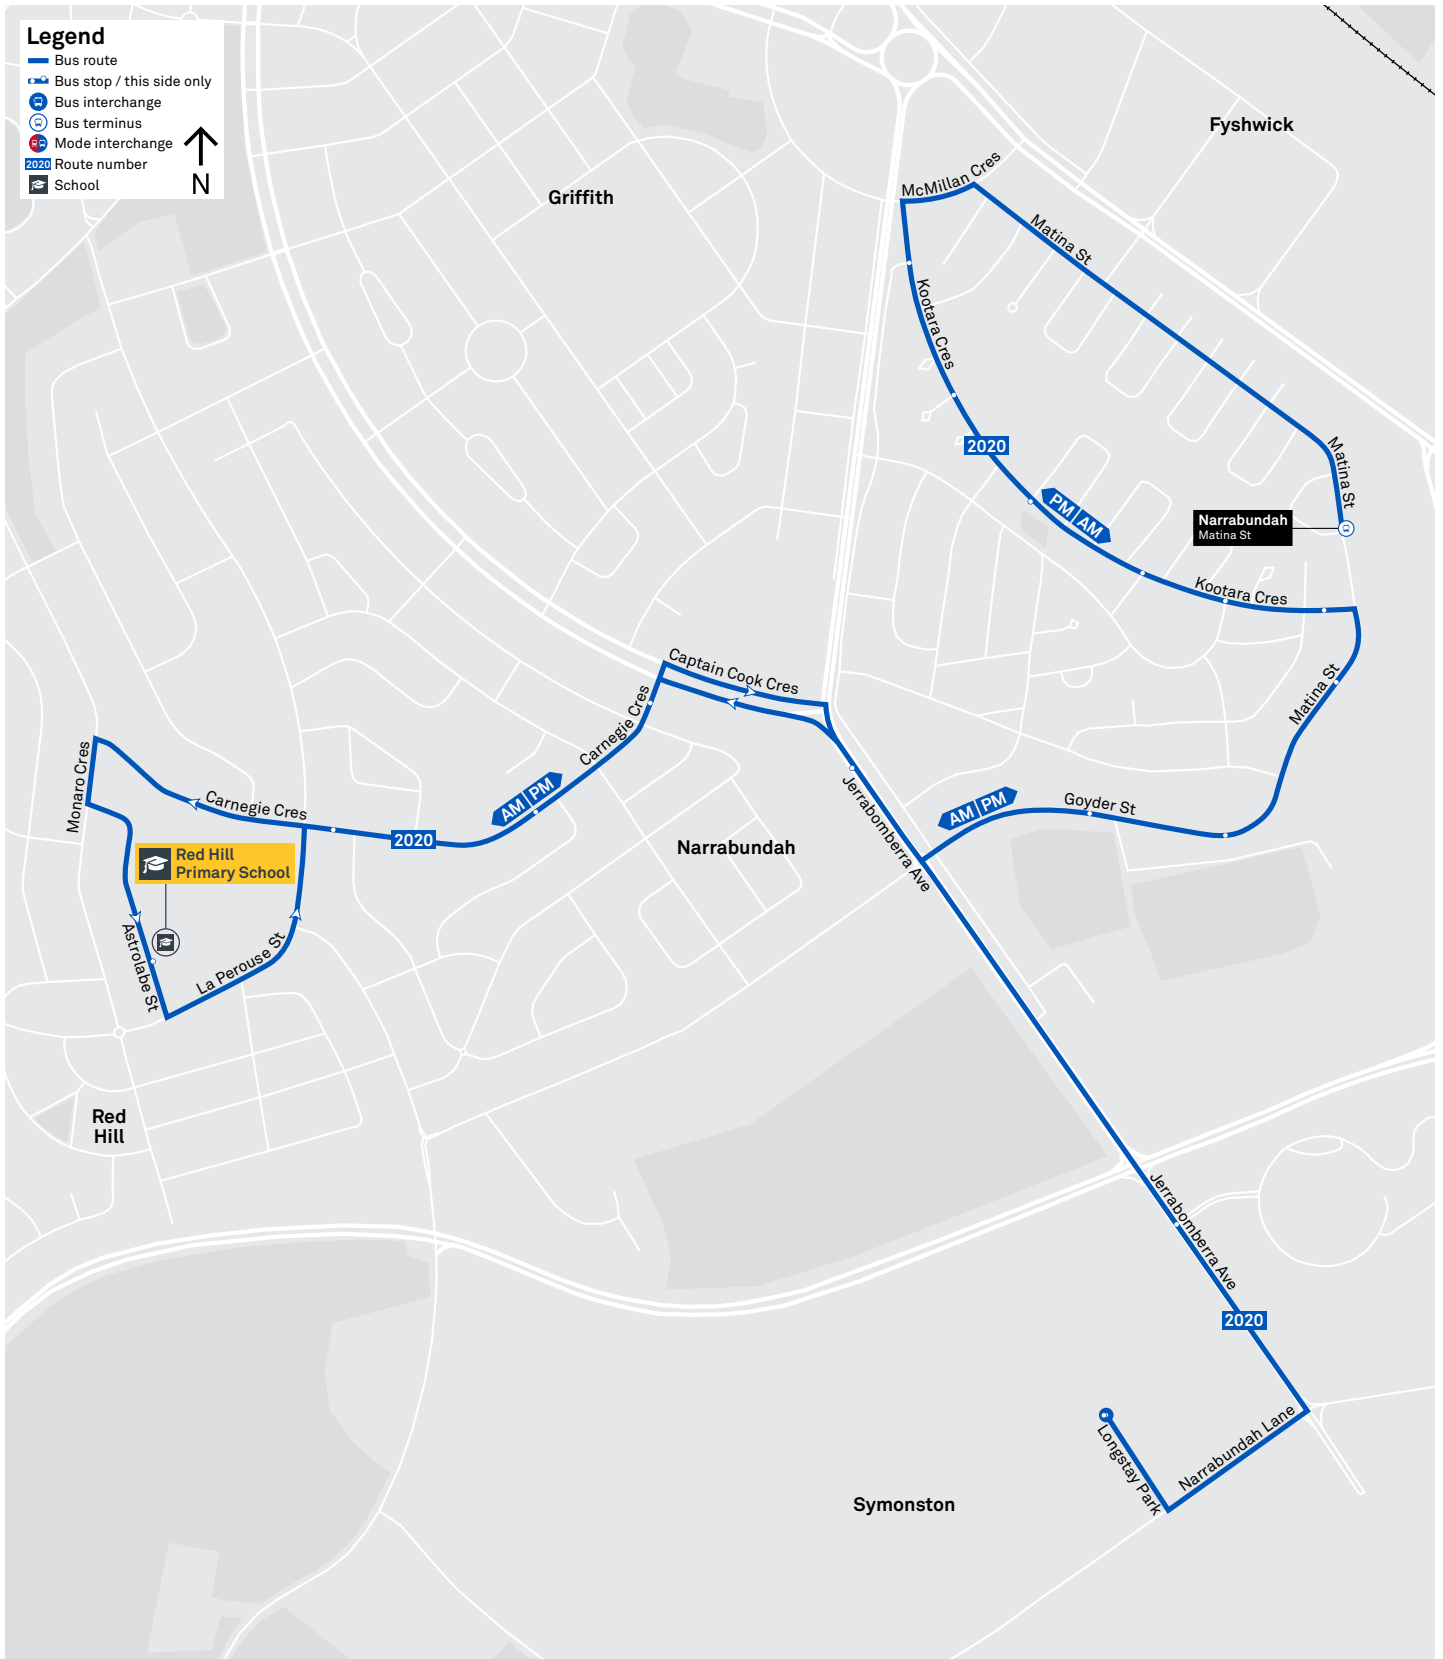 Legend
Bus route
Bus stop / this side only
Bus interchange
Bus terminus
Mode interchange
2020 Route number
School
N
Fyshwick
Griffith
McMillan Cres
Matina St
Kootara Cres
Matina St
2020
PM AM
Narrabundah
Matina St
Kootara Cres
Captain Cook Cres
Carnegie Cres
Matina St
Monaro Cres
Carnegie Cres
AM PM
2020
Jerrabomberra Ave
AM PM
Goyder St
Narrabundah
Red Hill
Primary School
Astrolabe St
La Perouse St
Red
Hill
Jerrabomberra Ave
2020
Longstay Park
Narrabundah Lane
Symonston